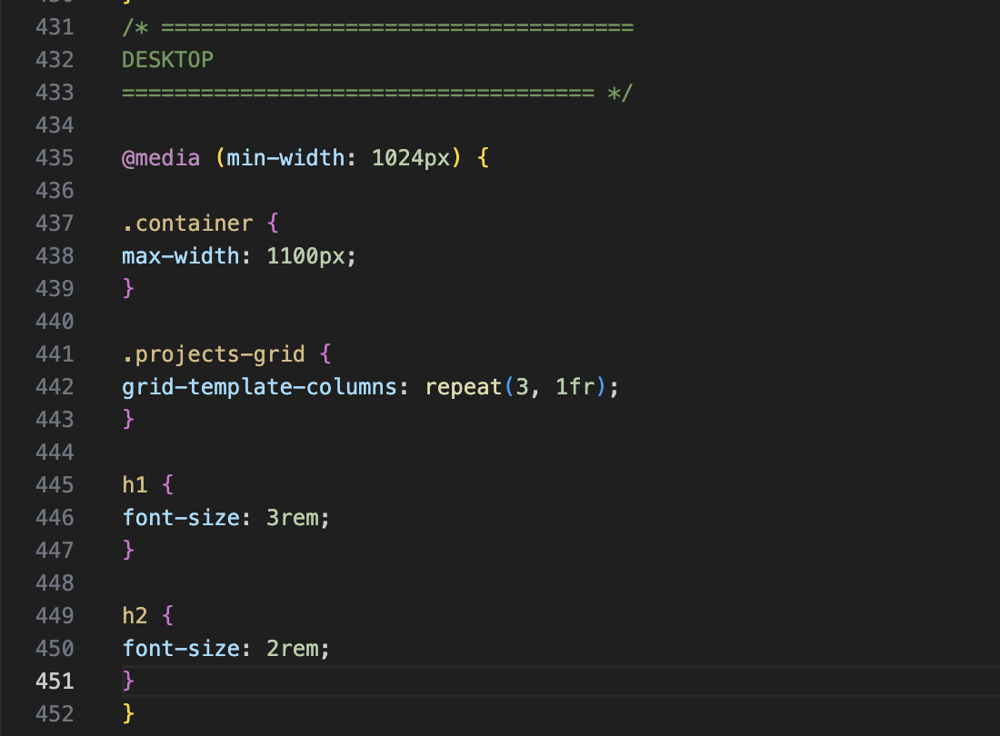 431 /* ====================================
432 DESKTOP
433 ==================================== */
434
435 @media (min-width: 1024px) {
436
437 .container {
438 max-width: 1100px;
439 }
440
441 .projects-grid {
442 grid-template-columns: repeat(3, 1fr);
443 }
444
445 h1 {
446 font-size: 3rem;
447 }
448
449 h2 {
450 font-size: 2rem;
451 }
452 }